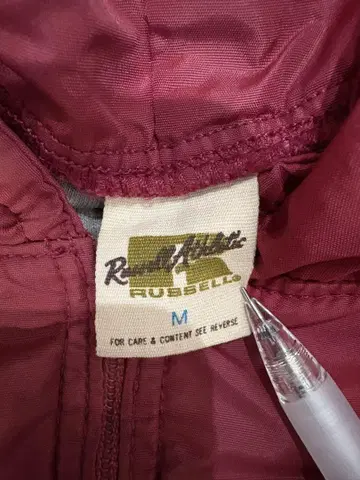 Russell Athletic
RUSSELL®
M
FOR CARE & CONTENT SEE REVERSE